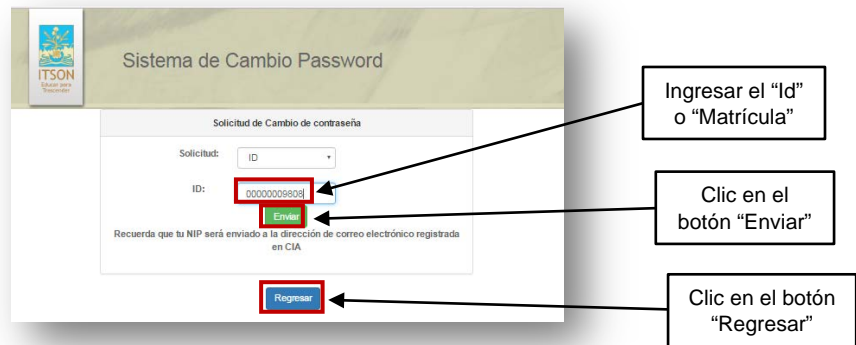 ITSON
Educar para
Trascender
Sistema de Cambio Password
Solicitud de Cambio de contraseña
Solicitud:
ID
ID:
00000009808
Enviar
Recuerda que tu NIP será enviado a la dirección de correo electrónico registrada
en CIA
Regresar
Ingresar el “Id”
o “Matrícula”
Clic en el
botón “Enviar”
Clic en el botón
“Regresar”